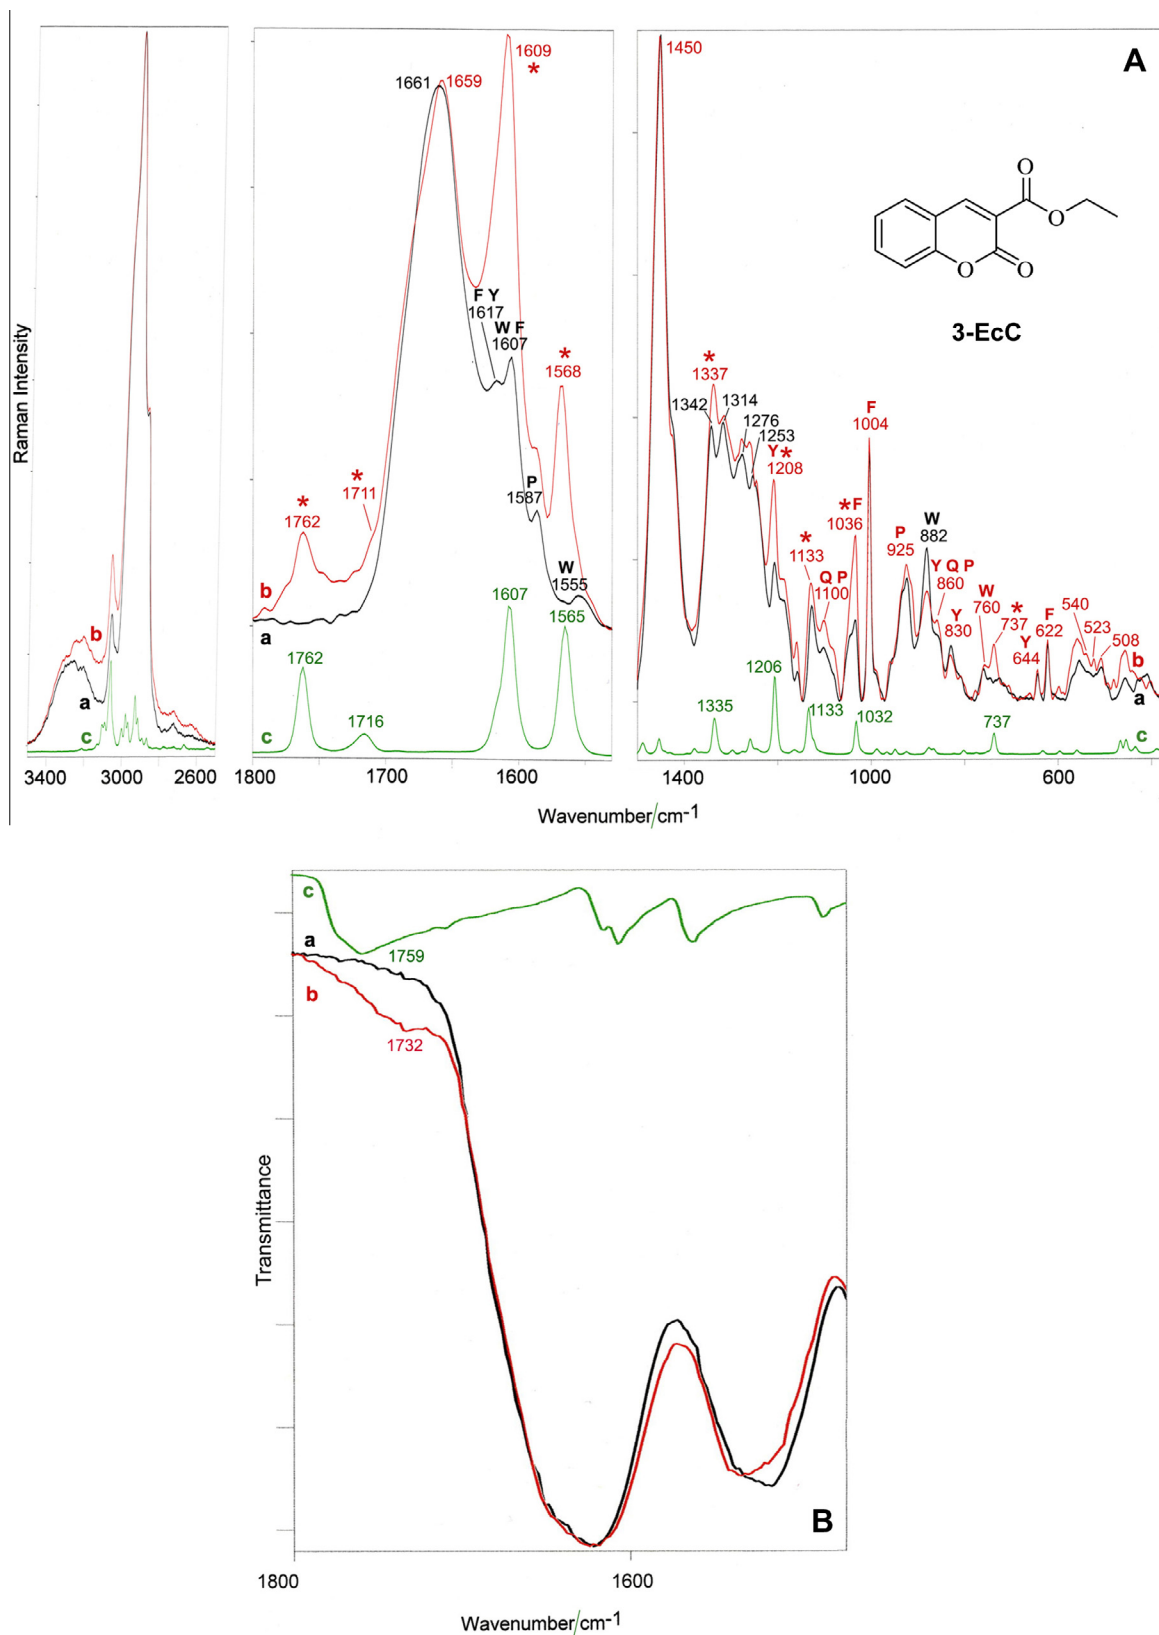 A
1450
1661
1659
1609
*
F Y
1617
W F
1607
*
1568
P
1587
W
1555
*
1711
*
1762
b
a
1607
1565
1762
1716
c
b
a
c
*
1337
1342
1314
1276
1253
Y*
1208
*
1133
Q P
1100
*F
1036
F
1004
P
925
W
882
Y Q P
860
Y
830
W
760
*
737
Y
644
F
622
540
523
508
b
a
1335
1206
1133
1032
737
c
O
O
O
O
3-EcC
Raman Intensity
3400 3000 2600
1800 1700 1600
1400 1000 600
Wavenumber/cm-1
c
a
1759
b
1732
Transmittance
B
1800 1600
Wavenumber/cm-1